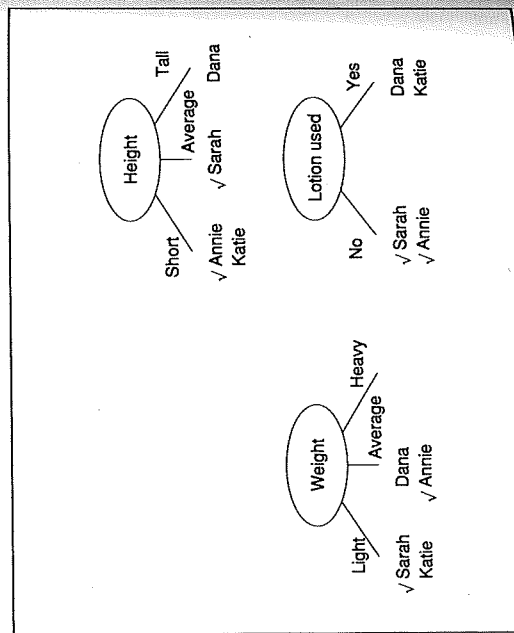 Height
Short
Average
Tall
√ Annie
Katie
√ Sarah
Dana
Weight
Light
Average
Heavy
√ Sarah
Katie
Dana
√ Annie
Lotion used
No
Yes
√ Sarah
√ Annie
Dana
Katie